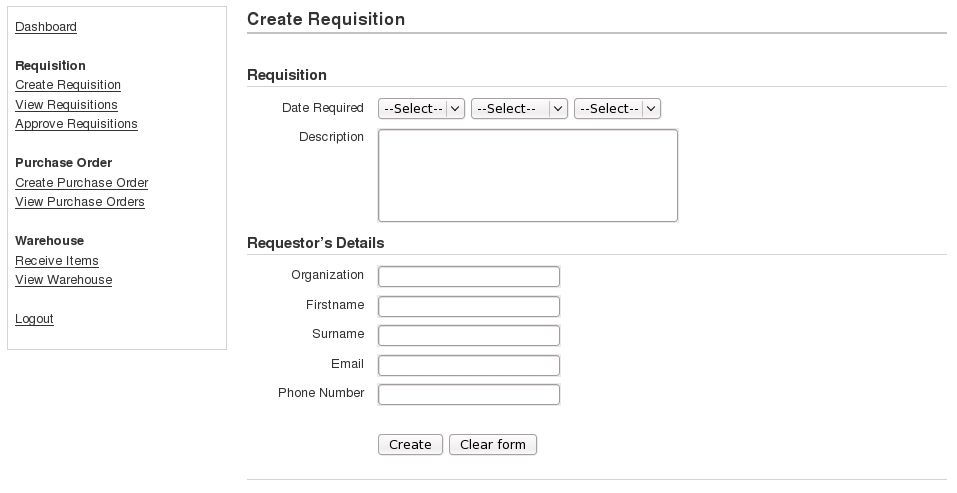 Dashboard
Requisition
Create Requisition
View Requisitions
Approve Requisitions
Purchase Order
Create Purchase Order
View Purchase Orders
Warehouse
Receive Items
View Warehouse
Logout
Create Requisition
Requisition
Date Required --Select-- --Select-- --Select--
Description
Requestor's Details
Organization
Firstname
Surname
Email
Phone Number
Create Clear form